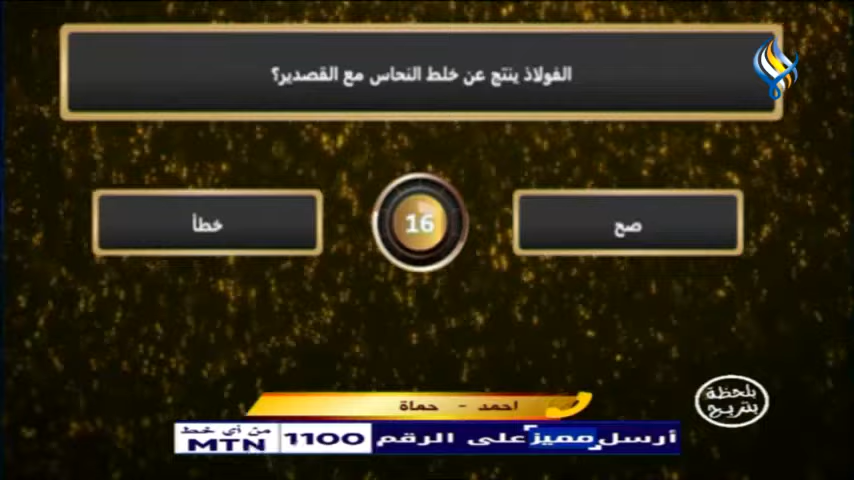 الفولاذ ينتج عن خلط النحاس مع القصدير؟
صح
16
خطأ
احمد - حماة
بلحظة
بتربح
أرسل مميز على الرقم 1100 من أي خط
MTN